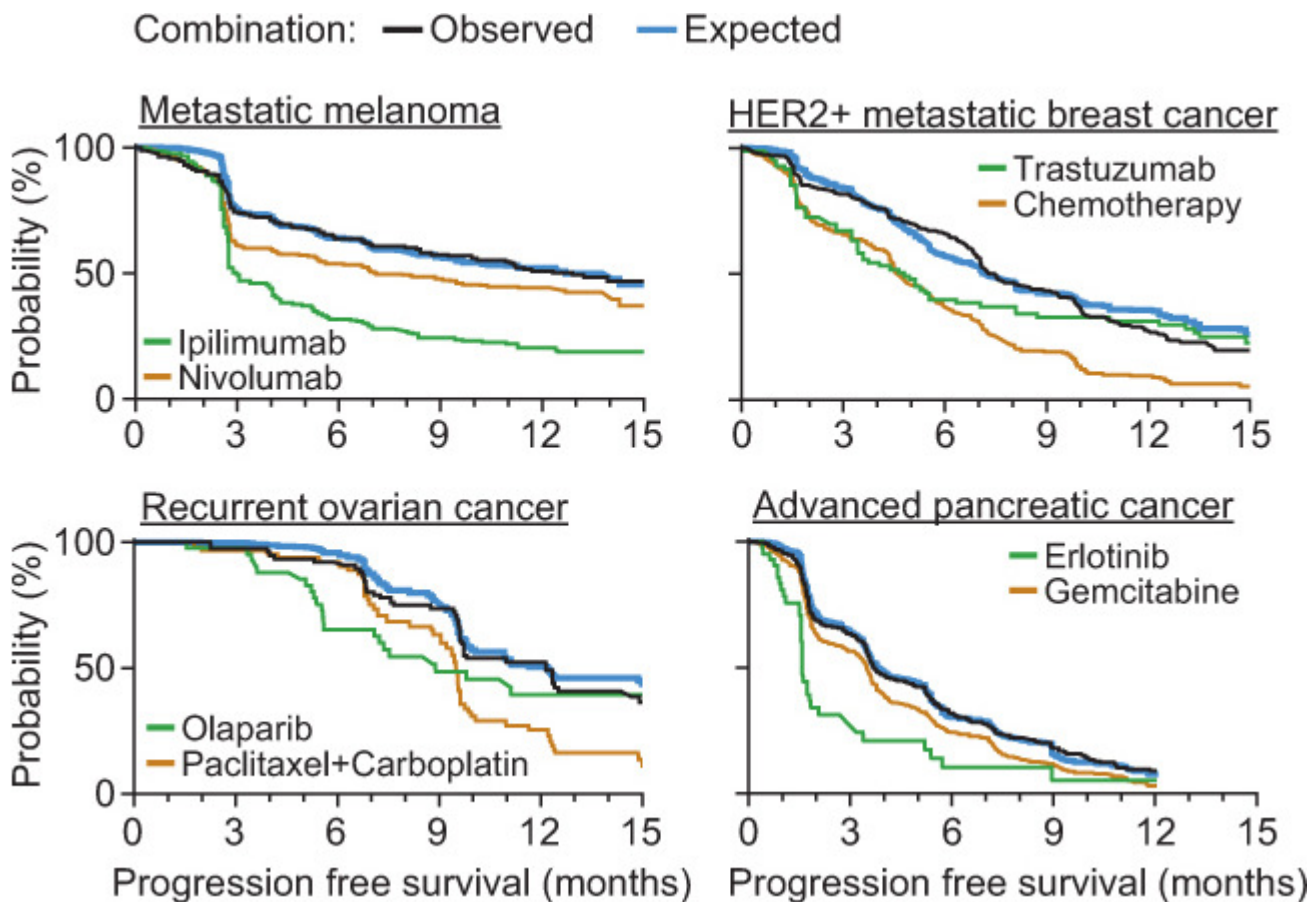 Combination: Observed Expected
Metastatic melanoma
Probability (%)
100
50
0
Ipilimumab
Nivolumab
0 3 6 9 12 15
HER2+ metastatic breast cancer
Trastuzumab
Chemotherapy
0 3 6 9 12 15
Recurrent ovarian cancer
Probability (%)
100
50
0
Olaparib
Paclitaxel+Carboplatin
0 3 6 9 12 15
Progression free survival (months)
Advanced pancreatic cancer
Erlotinib
Gemcitabine
0 3 6 9 12 15
Progression free survival (months)